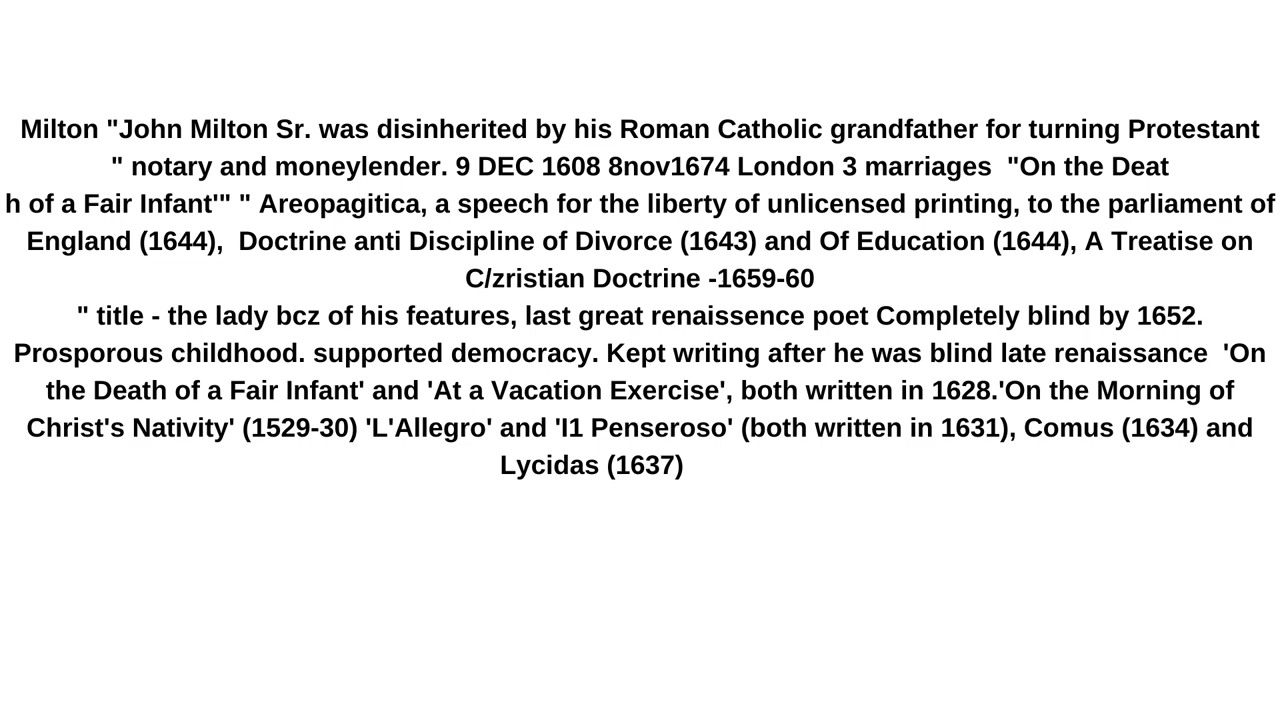 Milton "John Milton Sr. was disinherited by his Roman Catholic grandfather for turning Protestant
" notary and moneylender. 9 DEC 1608 8nov1674 London 3 marriages  "On the Deat
h of a Fair Infant'" " Areopagitica, a speech for the liberty of unlicensed printing, to the parliament of
England (1644),  Doctrine anti Discipline of Divorce (1643) and Of Education (1644), A Treatise on
C/zristian Doctrine -1659-60
" title - the lady bcz of his features, last great renaissence poet Completely blind by 1652.
Prosporous childhood. supported democracy. Kept writing after he was blind late renaissance  'On
the Death of a Fair Infant' and 'At a Vacation Exercise', both written in 1628.'On the Morning of
Christ's Nativity' (1529-30) 'L'Allegro' and 'I1 Penseroso' (both written in 1631), Comus (1634) and
Lycidas (1637)